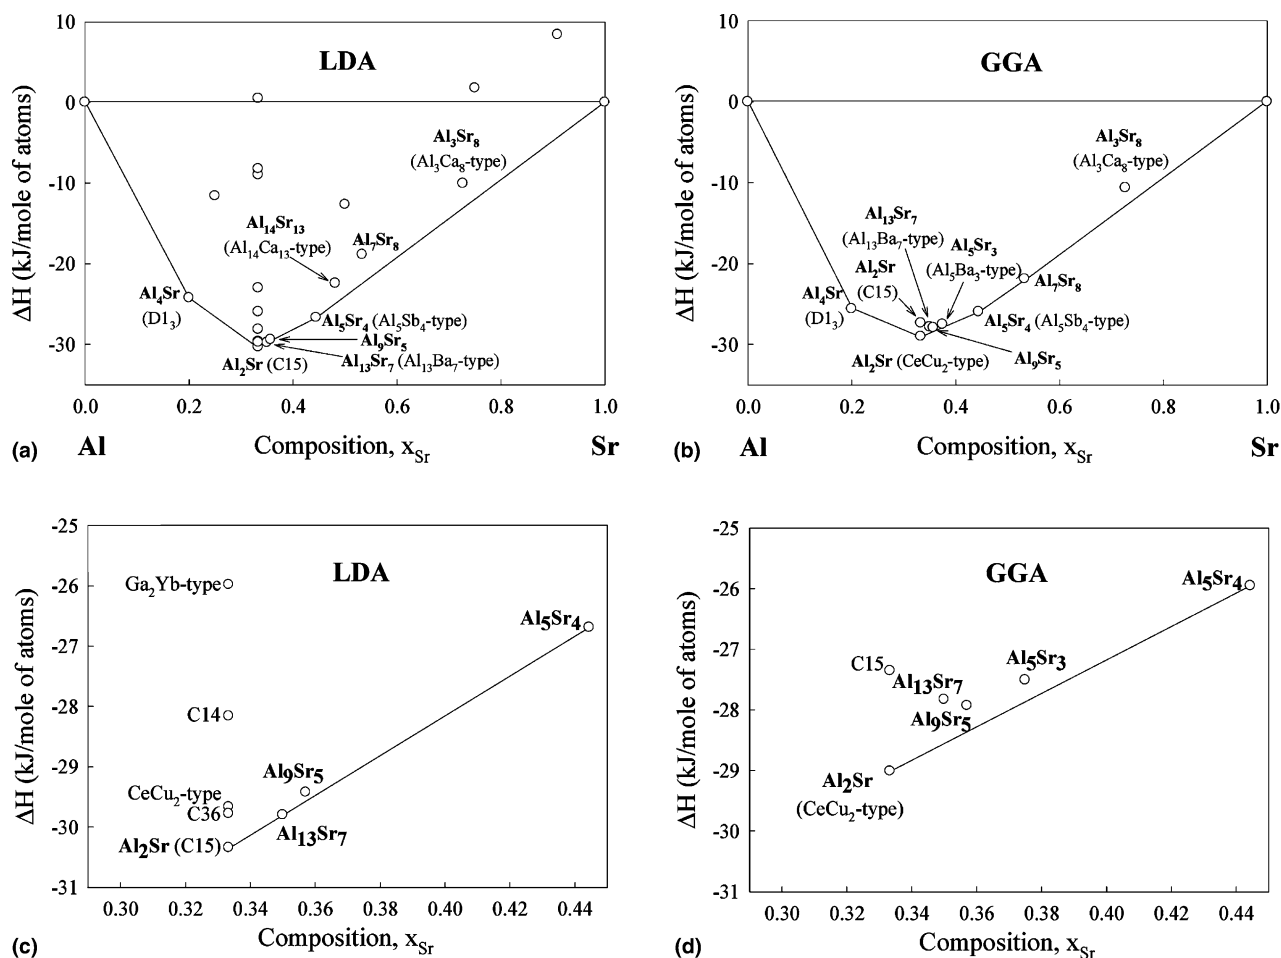 LDA
10
0
-10
-20
-30
ΔH (kJ/mole of atoms)
Al₃Sr₈
(Al₃Ca₈-type)
Al₁₄Sr₁₃
(Al₁₄Ca₁₃-type)
Al₇Sr₈
Al₄Sr
(D1₃)
Al₅Sr₄ (Al₅Sb₄-type)
Al₉Sr₅
Al₂Sr (C15)
Al₁₃Sr₇ (Al₁₃Ba₇-type)
0.0 0.2 0.4 0.6 0.8 1.0
(a) Al Composition, x_Sr Sr
GGA
10
0
-10
-20
-30
ΔH (kJ/mole of atoms)
Al₃Sr₈
(Al₃Ca₈-type)
Al₁₃Sr₇
(Al₁₃Ba₇-type)
Al₅Sr₃
(Al₅Ba₃-type)
Al₂Sr
(C15)
Al₇Sr₈
Al₄Sr
(D1₃)
Al₅Sr₄ (Al₅Sb₄-type)
Al₂Sr (CeCu₂-type)
Al₉Sr₅
0.0 0.2 0.4 0.6 0.8 1.0
(b) Al Composition, x_Sr Sr
LDA
-25
-26
-27
-28
-29
-30
-31
ΔH (kJ/mole of atoms)
Ga₂Yb-type
Al₅Sr₄
C14
Al₉Sr₅
CeCu₂-type
C36
Al₁₃Sr₇
Al₂Sr (C15)
0.30 0.32 0.34 0.36 0.38 0.40 0.42 0.44
(c) Composition, x_Sr
GGA
-25
-26
-27
-28
-29
-30
-31
ΔH (kJ/mole of atoms)
Al₅Sr₄
C15
Al₅Sr₃
Al₁₃Sr₇
Al₉Sr₅
Al₂Sr
(CeCu₂-type)
0.30 0.32 0.34 0.36 0.38 0.40 0.42 0.44
(d) Composition, x_Sr